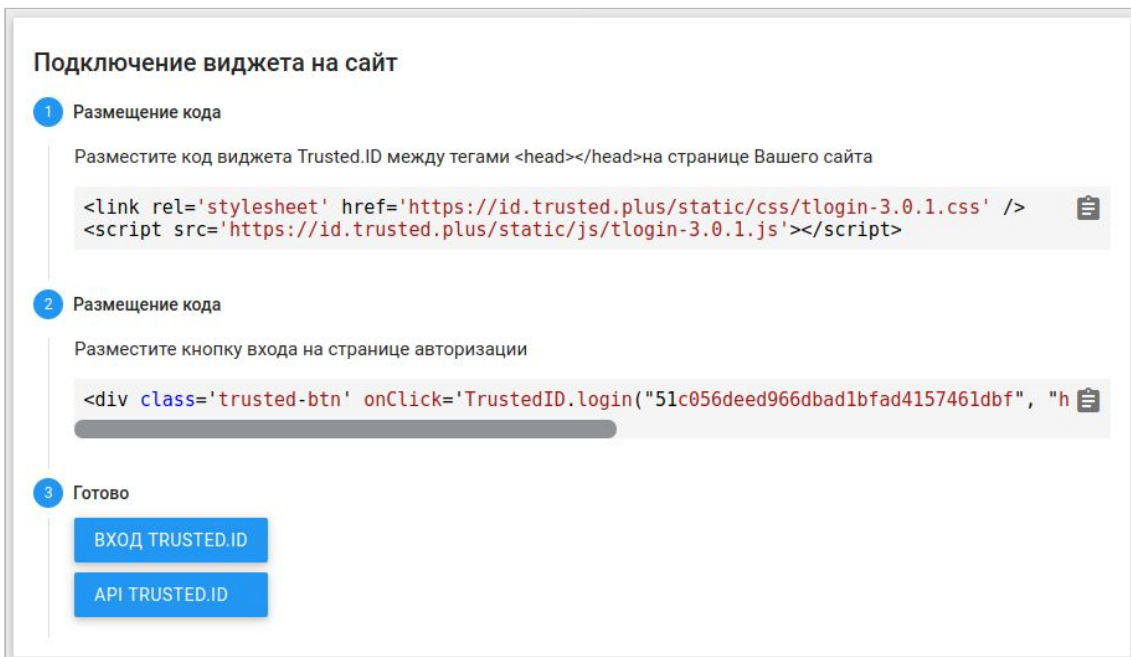 Подключение виджета на сайт
1 Размещение кода
Разместите код виджета Trusted.ID между тегами <head></head>на странице Вашего сайта
<link rel='stylesheet' href='https://id.trusted.plus/static/css/tlogin-3.0.1.css' />
<script src='https://id.trusted.plus/static/js/tlogin-3.0.1.js'></script>
2 Размещение кода
Разместите кнопку входа на странице авторизации
<div class='trusted-btn' onClick='TrustedID.login("51c056deed966dbad1bfad4157461dbf", "h
3 Готово
ВХОД TRUSTED.ID
API TRUSTED.ID